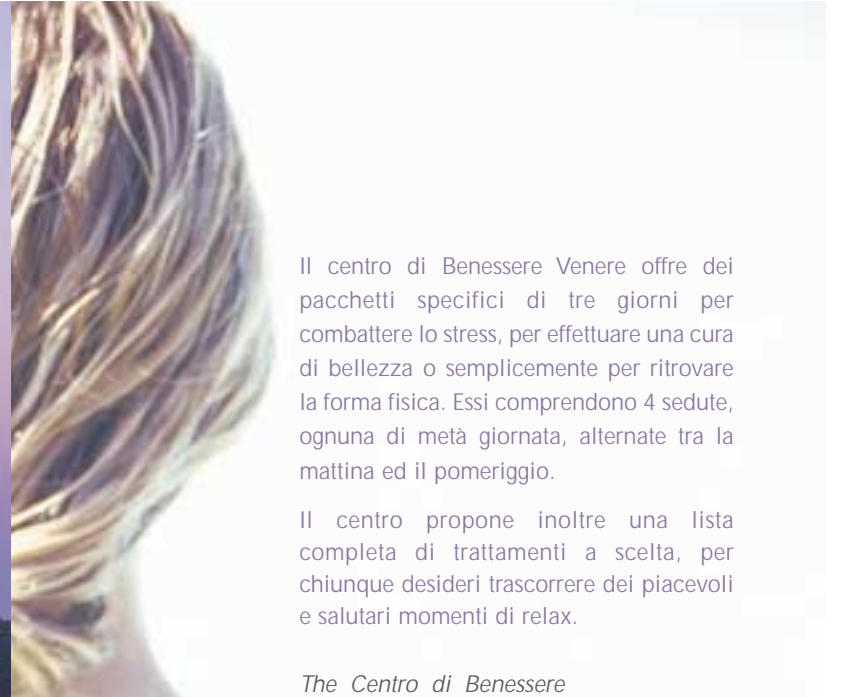 Il centro di Benessere Venere offre dei
pacchetti specifici di tre giorni per
combattere lo stress, per effettuare una cura
di bellezza o semplicemente per ritrovare
la forma fisica. Essi comprendono 4 sedute,
ognuna di metà giornata, alternate tra la
mattina ed il pomeriggio.
Il centro propone inoltre una lista
completa di trattamenti a scelta, per
chiunque desideri trascorrere dei piacevoli
e salutari momenti di relax.
The Centro di Benessere